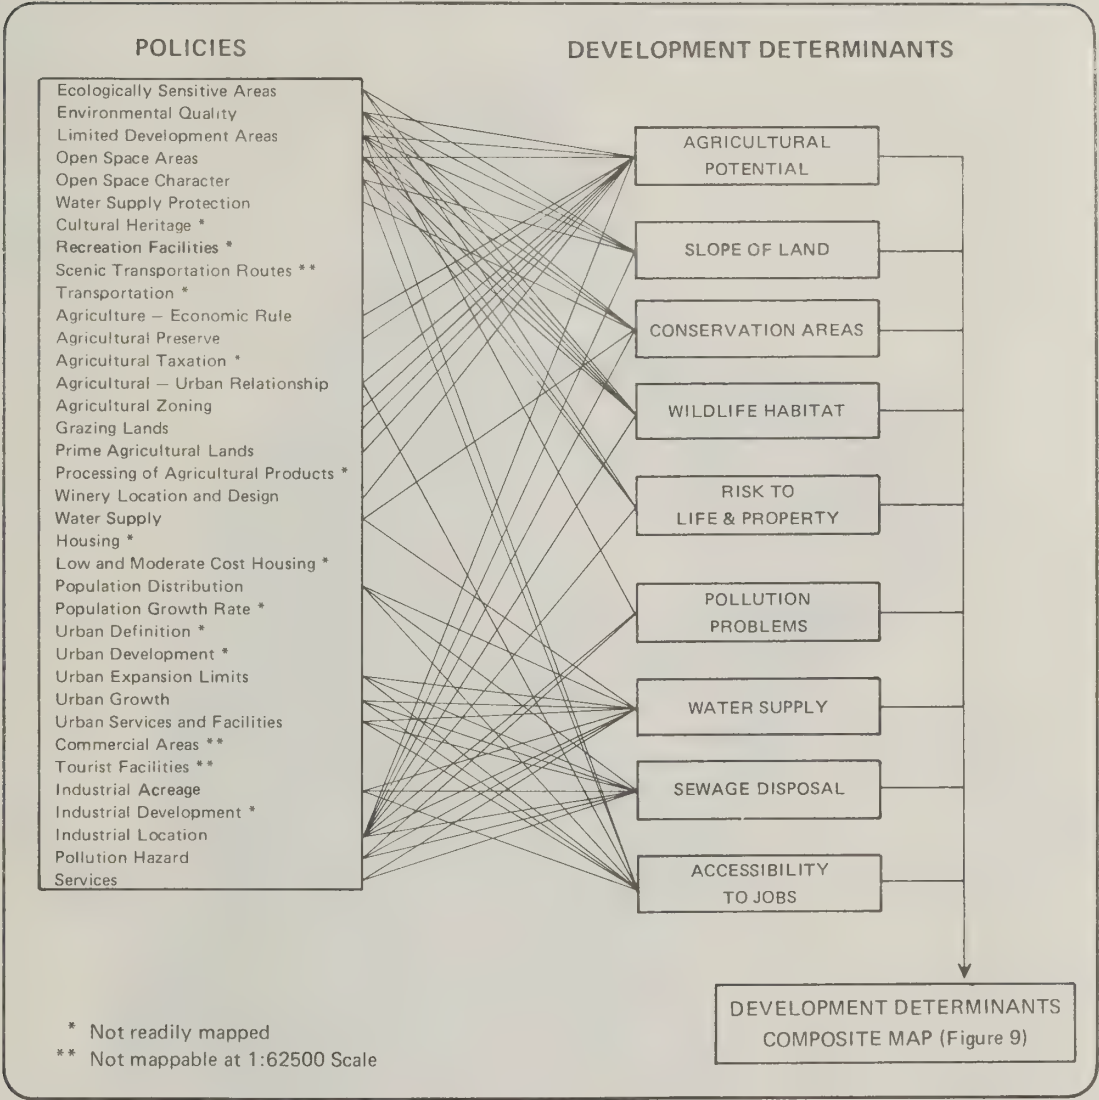 POLICIES
DEVELOPMENT DETERMINANTS
Ecologically Sensitive Areas
Environmental Quality
Limited Development Areas
Open Space Areas
Open Space Character
Water Supply Protection
Cultural Heritage *
Recreation Facilities *
Scenic Transportation Routes **
Transportation *
Agriculture – Economic Rule
Agricultural Preserve
Agricultural Taxation *
Agricultural – Urban Relationship
Agricultural Zoning
Grazing Lands
Prime Agricultural Lands
Processing of Agricultural Products *
Winery Location and Design
Water Supply
Housing *
Low and Moderate Cost Housing *
Population Distribution
Population Growth Rate *
Urban Definition *
Urban Development *
Urban Expansion Limits
Urban Growth
Urban Services and Facilities
Commercial Areas **
Tourist Facilities **
Industrial Acreage
Industrial Development *
Industrial Location
Pollution Hazard
Services
AGRICULTURAL
POTENTIAL
SLOPE OF LAND
CONSERVATION AREAS
WILDLIFE HABITAT
RISK TO
LIFE & PROPERTY
POLLUTION
PROBLEMS
WATER SUPPLY
SEWAGE DISPOSAL
ACCESSIBILITY
TO JOBS
DEVELOPMENT DETERMINANTS
COMPOSITE MAP (Figure 9)
* Not readily mapped
** Not mappable at 1:62500 Scale